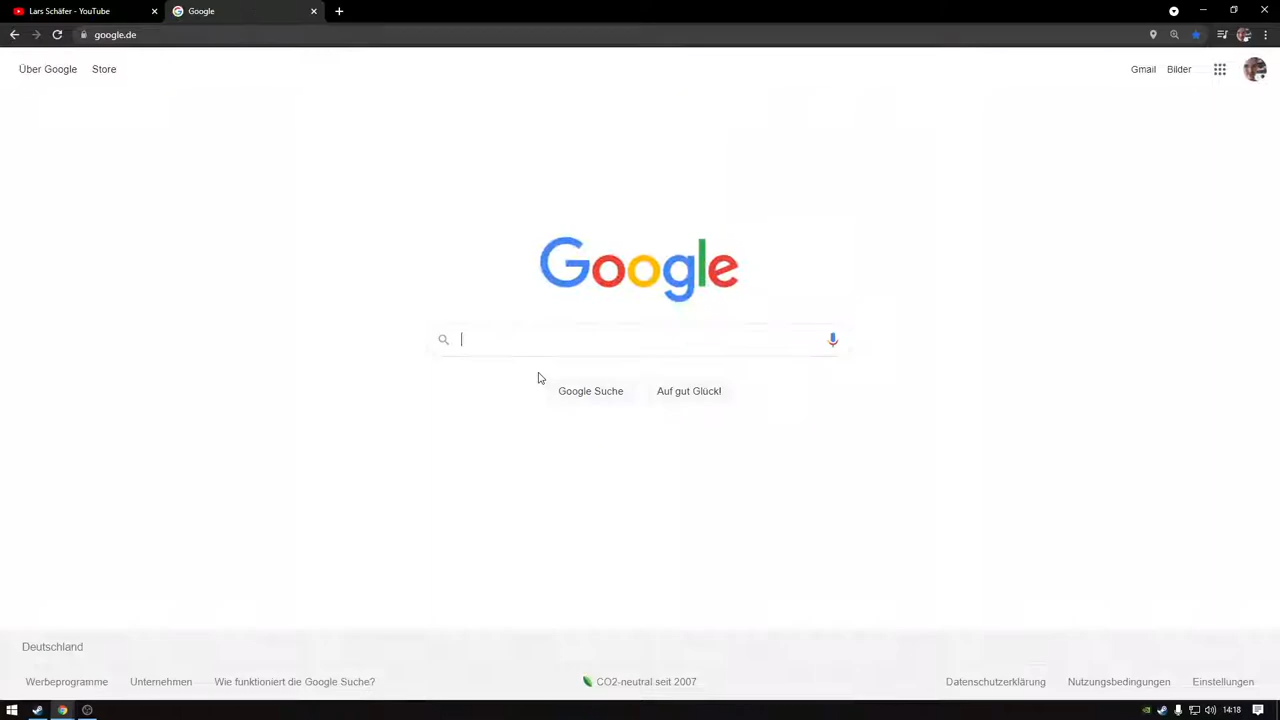 Lars Schäfer - YouTube
Google
google.de
Über Google
Store
Gmail
Bilder
Google
Google Suche
Auf gut Glück!
Deutschland
Werbeprogramme
Unternehmen
Wie funktioniert die Google Suche?
CO2-neutral seit 2007
Datenschutzerklärung
Nutzungsbedingungen
Einstellungen
14:18